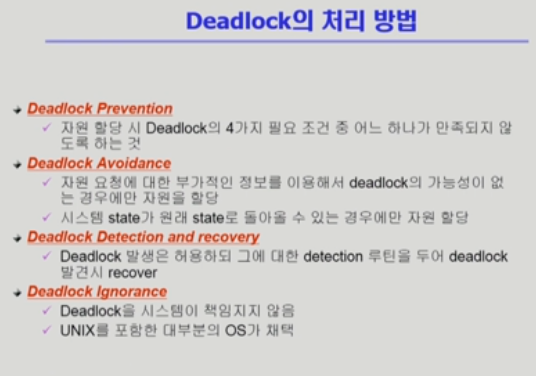 Deadlock의 처리 방법
Deadlock Prevention
자원 할당 시 Deadlock의 4가지 필요 조건 중 어느 하나가 만족되지 않
도록 하는 것
Deadlock Avoidance
자원 요청에 대한 부가적인 정보를 이용해서 deadlock의 가능성이 없
는 경우에만 자원을 할당
시스템 state가 원래 state로 돌아올 수 있는 경우에만 자원 할당
Deadlock Detection and recovery
Deadlock 발생은 허용하되 그에 대한 detection 루틴을 두어 deadlock
발견시 recover
Deadlock Ignorance
Deadlock을 시스템이 책임지지 않음
UNIX를 포함한 대부분의 OS가 채택